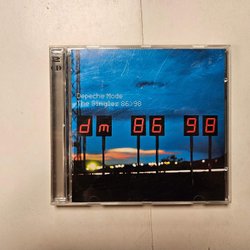 Depeche Mode
The Singles 86>98
dm 86 98